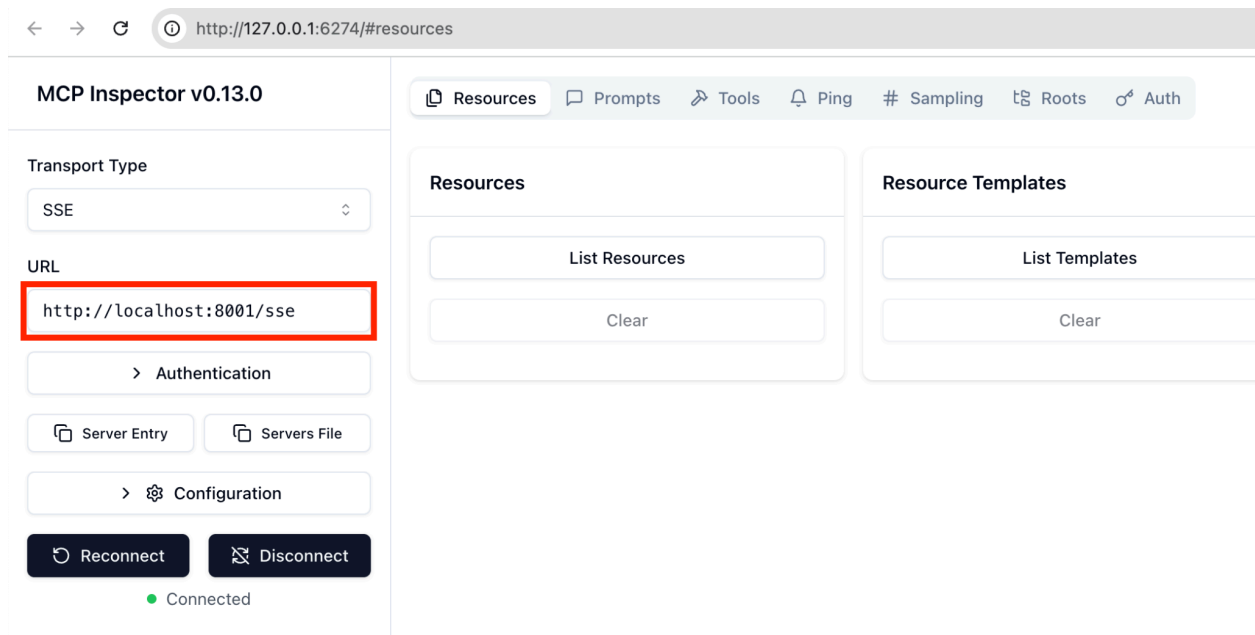 http://127.0.0.1:6274/#resources
MCP Inspector v0.13.0
Resources Prompts Tools Ping # Sampling Roots Auth
Transport Type
SSE
URL
http://localhost:8001/sse
> Authentication
Server Entry Servers File
> Configuration
Reconnect Disconnect
Connected
Resources
List Resources
Clear
Resource Templates
List Templates
Clear